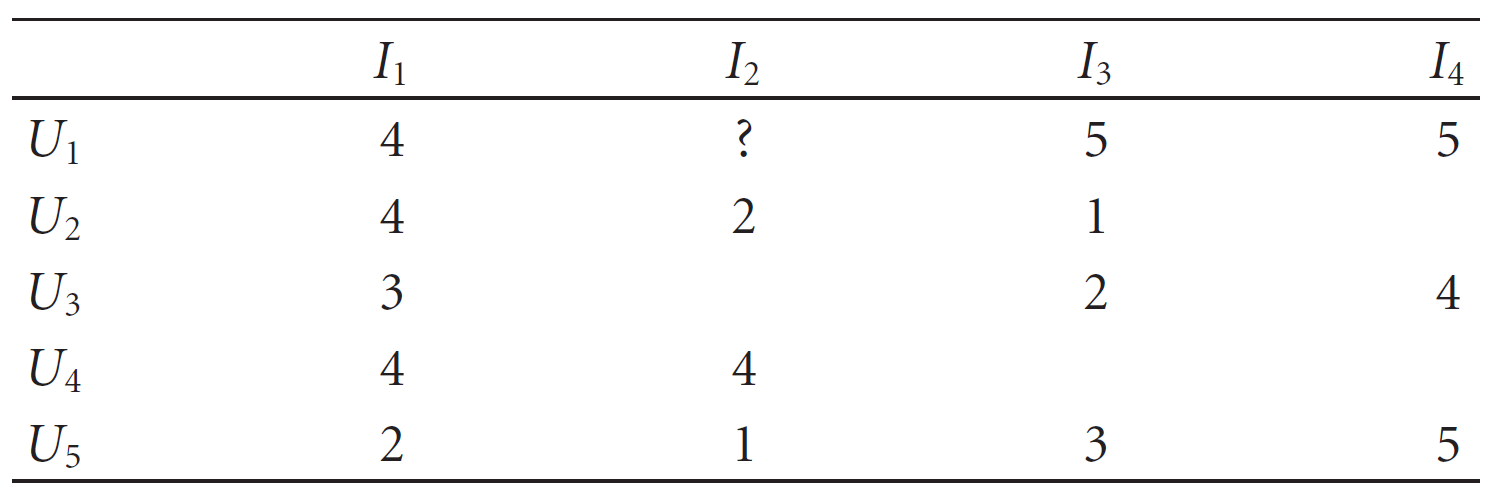 I₁ I₂ I₃ I₄
U₁ 4 ? 5 5
U₂ 4 2 1
U₃ 3 2 4
U₄ 4 4
U₅ 2 1 3 5